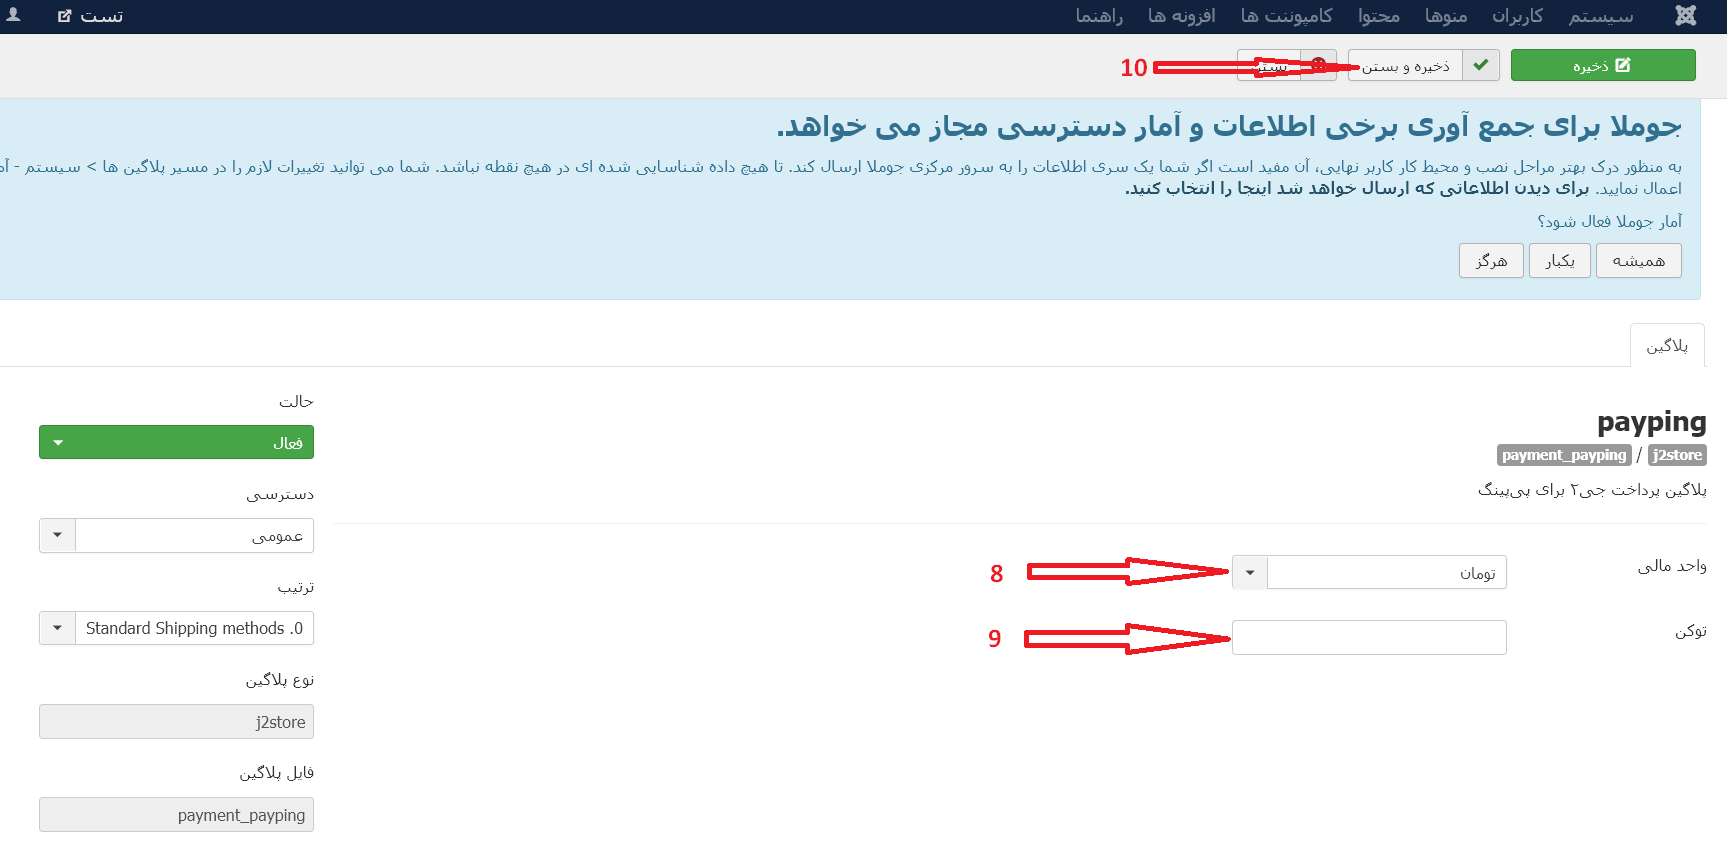 سیستم کاربران منوها محتوا کامپوننت ها افزونه ها راهنما تست
ذخیره ذخیره و بستن بستن 10
جوملا برای جمع آوری برخی اطلاعات و آمار دسترسی مجاز می خواهد.
به منظور درک بهتر مراحل نصب و محیط کار کاربر نهایی، آن مفید است اگر شما یک سری اطلاعات را به سرور مرکزی جوملا ارسال کند. تا هیچ داده شناسایی شده ای در هیچ نقطه نباشد. شما می توانید تغییرات لازم را در مسیر پلاگین ها > سیستم -
اعمال نمایید. برای دیدن اطلاعاتی که ارسال خواهد شد اینجا را انتخاب کنید.
آمار جوملا فعال شود؟
همیشه یکبار هرگز
پلاگین
payping
j2store / payment_payping
پلاگین پرداخت جی۲ برای پی‌پینگ
واحد مالی تومان 8
توکن 9
حالت
فعال
دسترسی
عمومی
ترتیب
0. Standard Shipping methods
نوع پلاگین
j2store
فایل پلاگین
payment_payping